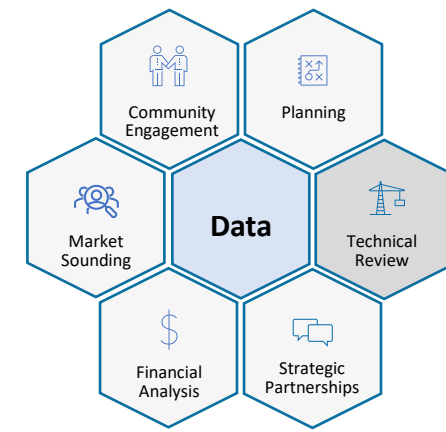 Community
Engagement
Planning
Market
Sounding
Data
Technical
Review
Financial
Analysis
Strategic
Partnerships